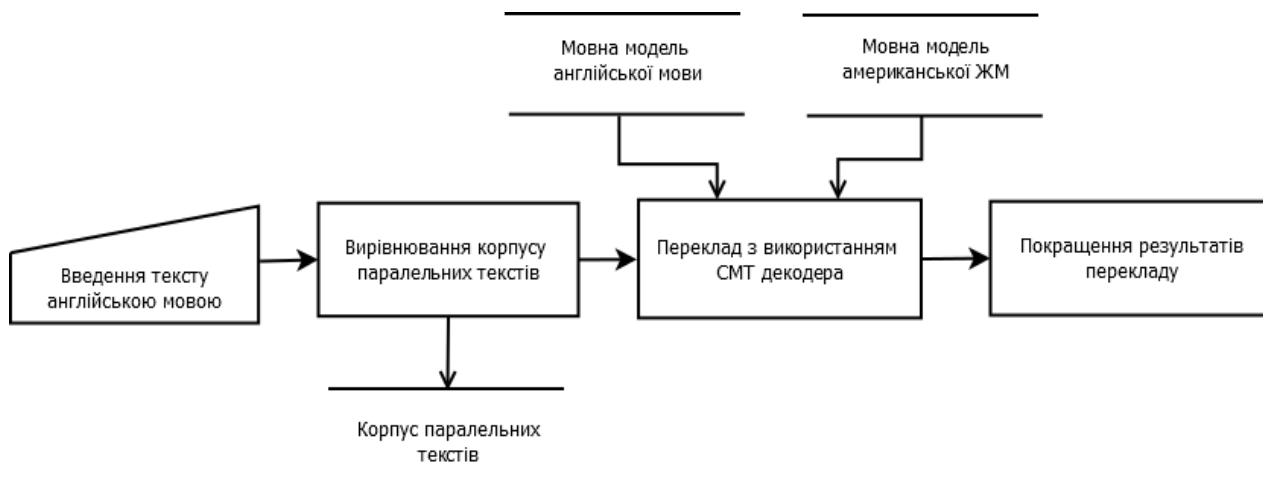 Мовна модель
англійської мови
Мовна модель
американської ЖМ
Введення тексту
англійською мовою
Вирівнювання корпусу
паралельних текстів
Переклад з використанням
СМТ декодера
Покращення результатів
перекладу
Корпус паралельних
текстів